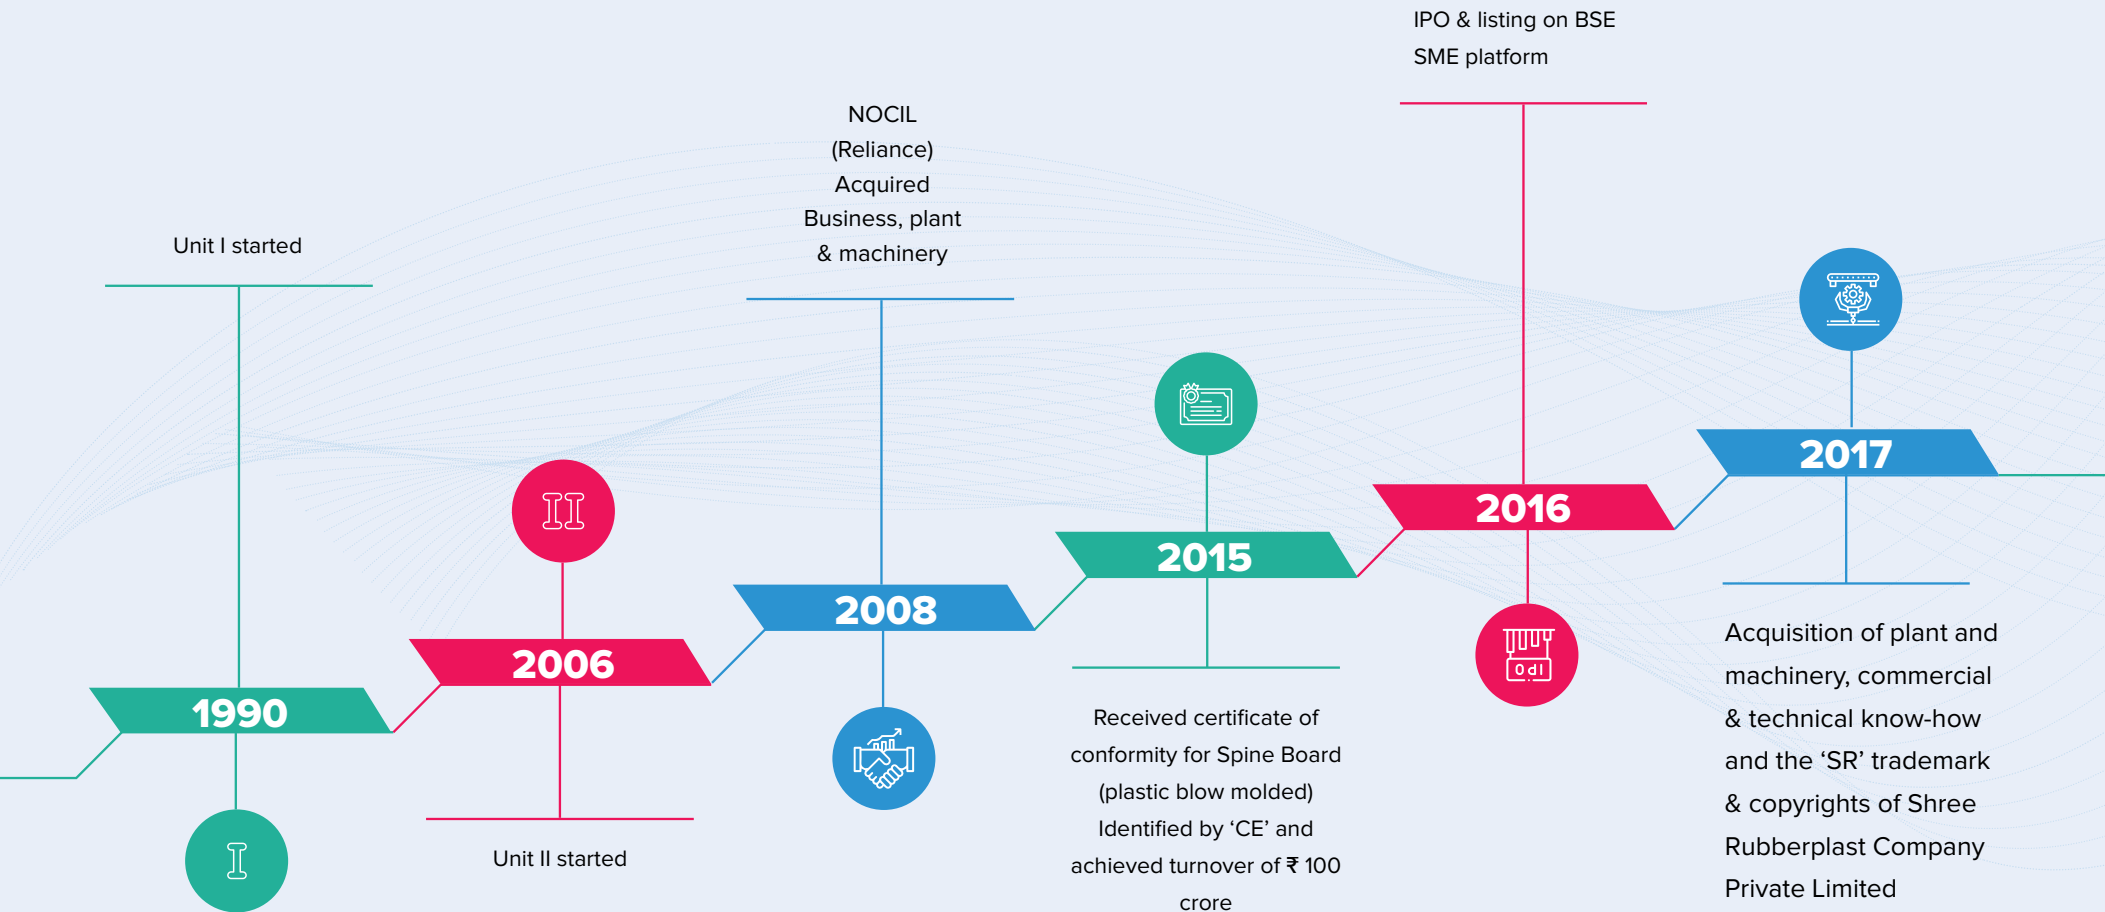 Unit I started
1990
I
II
2006
Unit II started
NOCIL
(Reliance)
Acquired
Business, plant
& machinery
2008
2015
Received certificate of
conformity for Spine Board
(plastic blow molded)
Identified by ‘CE’ and
achieved turnover of ₹ 100
crore
IPO & listing on BSE
SME platform
2016
2017
Acquisition of plant and
machinery, commercial
& technical know-how
and the ‘SR’ trademark
& copyrights of Shree
Rubberplast Company
Private Limited